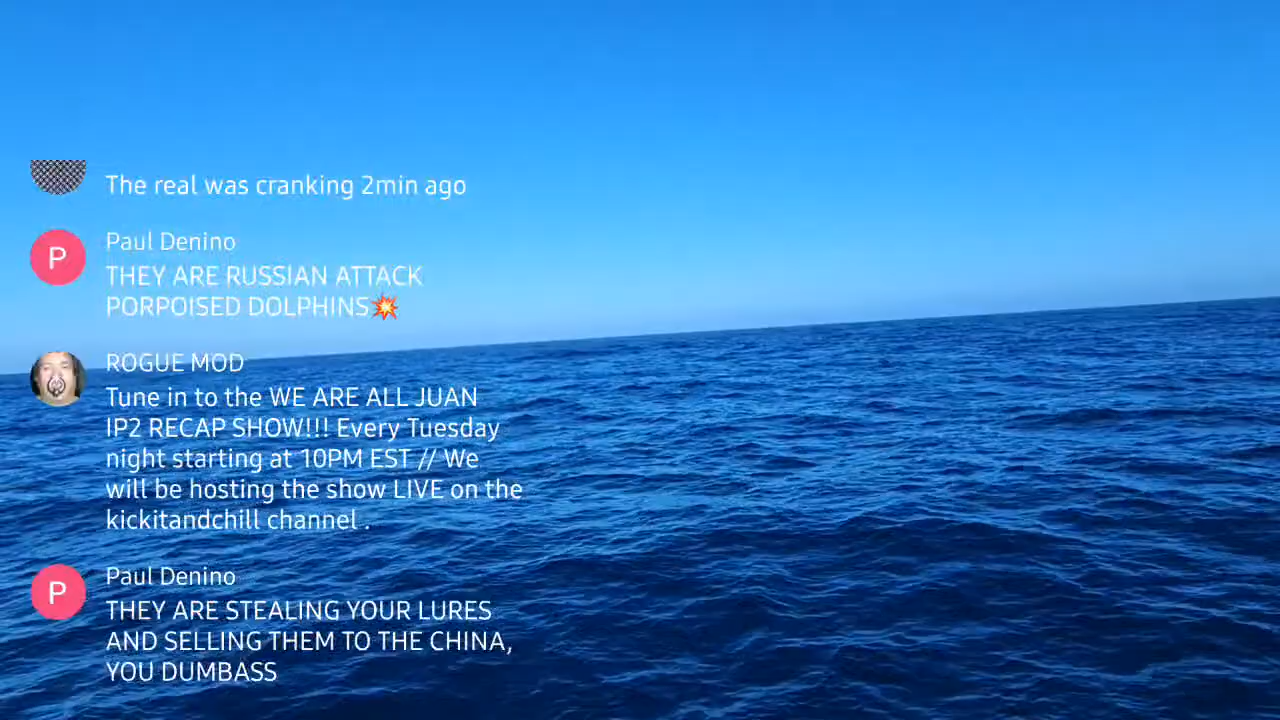 The real was cranking 2min ago
P
Paul Denino
THEY ARE RUSSIAN ATTACK
PORPOISED DOLPHINS💥
ROGUE MOD
Tune in to the WE ARE ALL JUAN
IP2 RECAP SHOW!!! Every Tuesday
night starting at 10PM EST // We
will be hosting the show LIVE on the
kickitandchill channel .
P
Paul Denino
THEY ARE STEALING YOUR LURES
AND SELLING THEM TO THE CHINA,
YOU DUMBASS